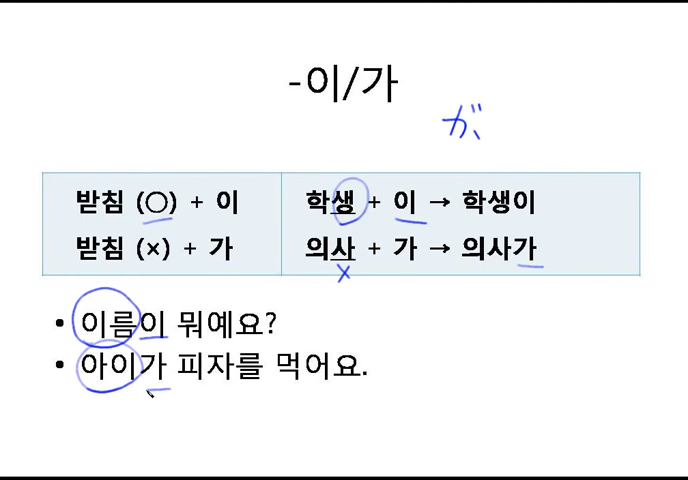 -이/가
が
받침 (○) + 이 학생 + 이 → 학생이
받침 (×) + 가 의사 + 가 → 의사가
x
• 이름이 뭐예요?
• 아이가 피자를 먹어요.